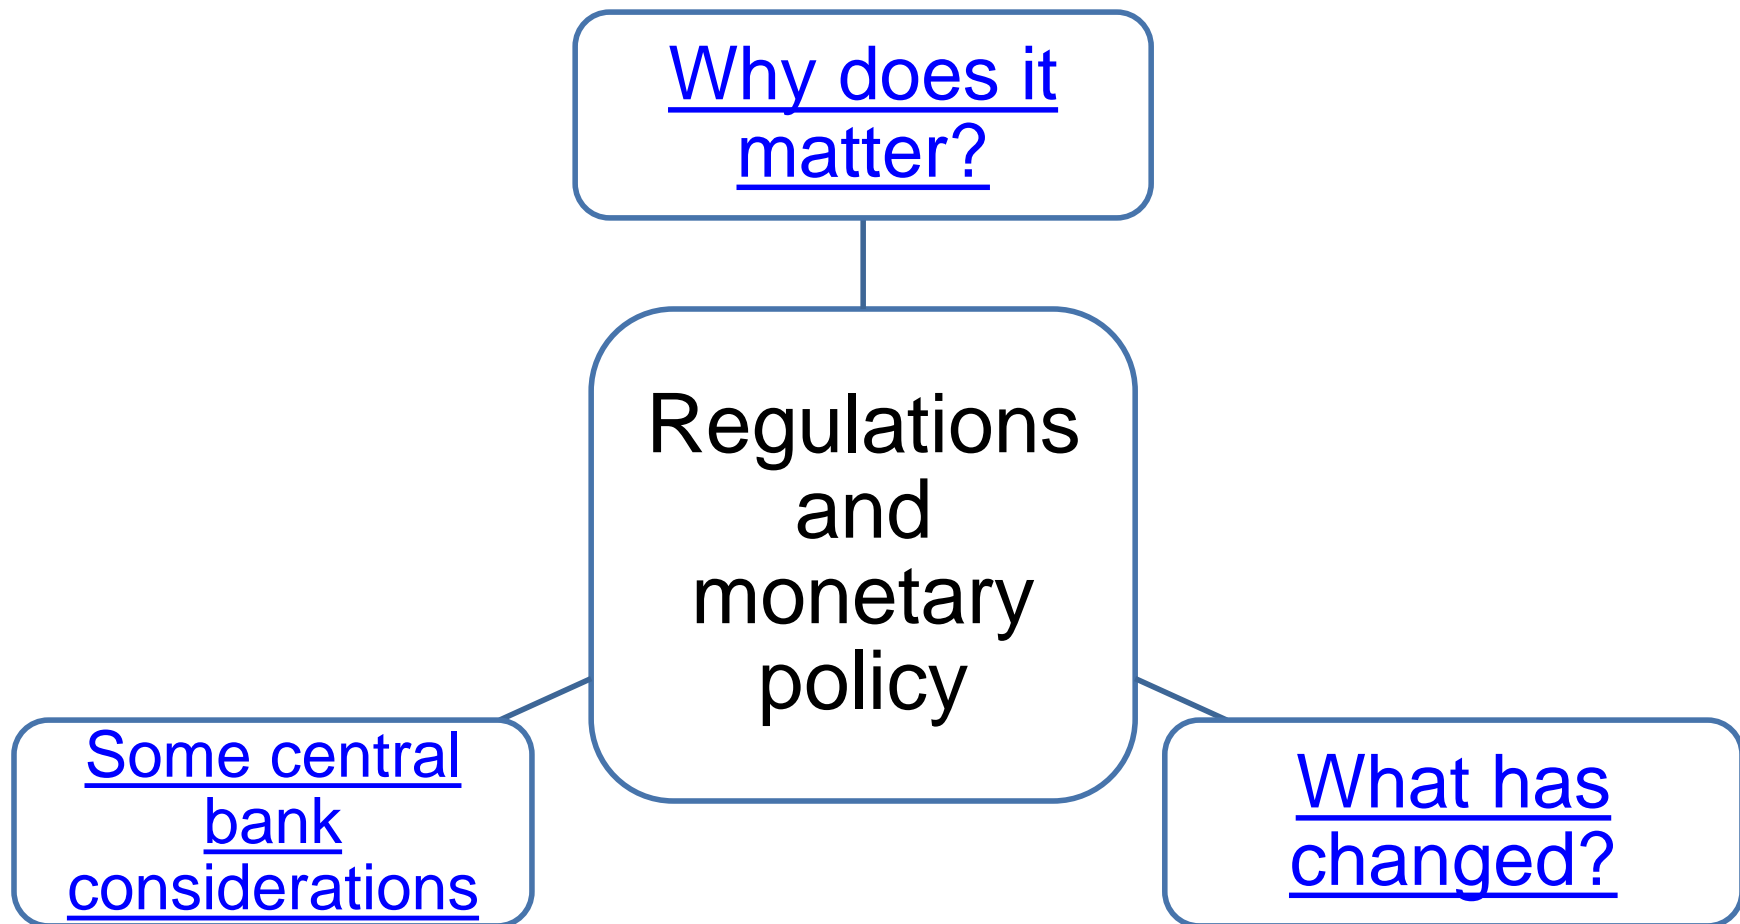 Why does it
matter?
Regulations
and
monetary
policy
Some central
bank
considerations
What has
changed?